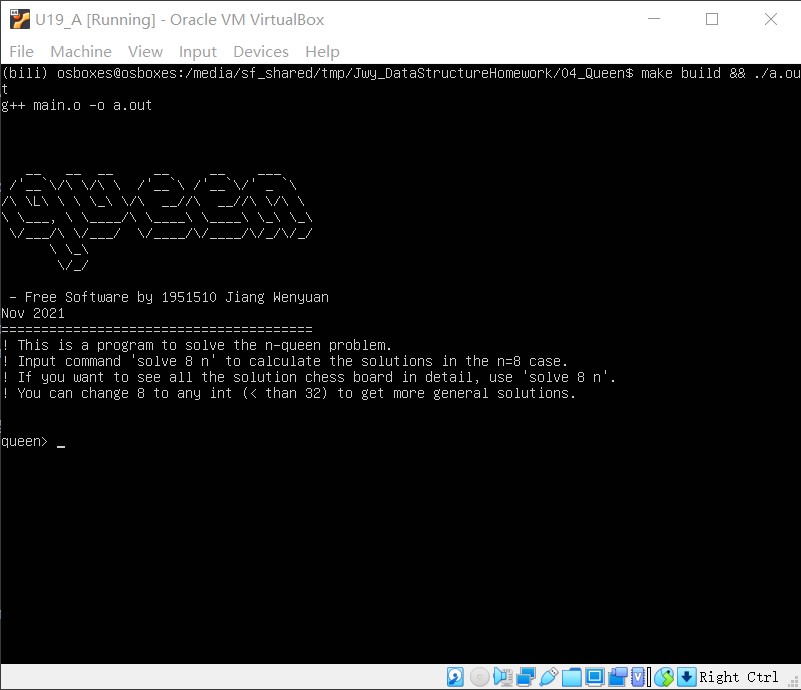 U19_A [Running] - Oracle VM VirtualBox
File Machine View Input Devices Help
(bili) osboxes@osboxes:/media/sf_shared/tmp/Jwy_DataStructureHomework/04_Queen$ make build && ./a.ou
t
g++ main.o -o a.out
queen
- Free Software by 1951510 Jiang Wenyuan
Nov 2021
========================================
! This is a program to solve the n-queen problem.
! Input command 'solve 8 n' to calculate the solutions in the n=8 case.
! If you want to see all the solution chess board in detail, use 'solve 8 n'.
! You can change 8 to any int (< than 32) to get more general solutions.
queen> _
Right Ctrl